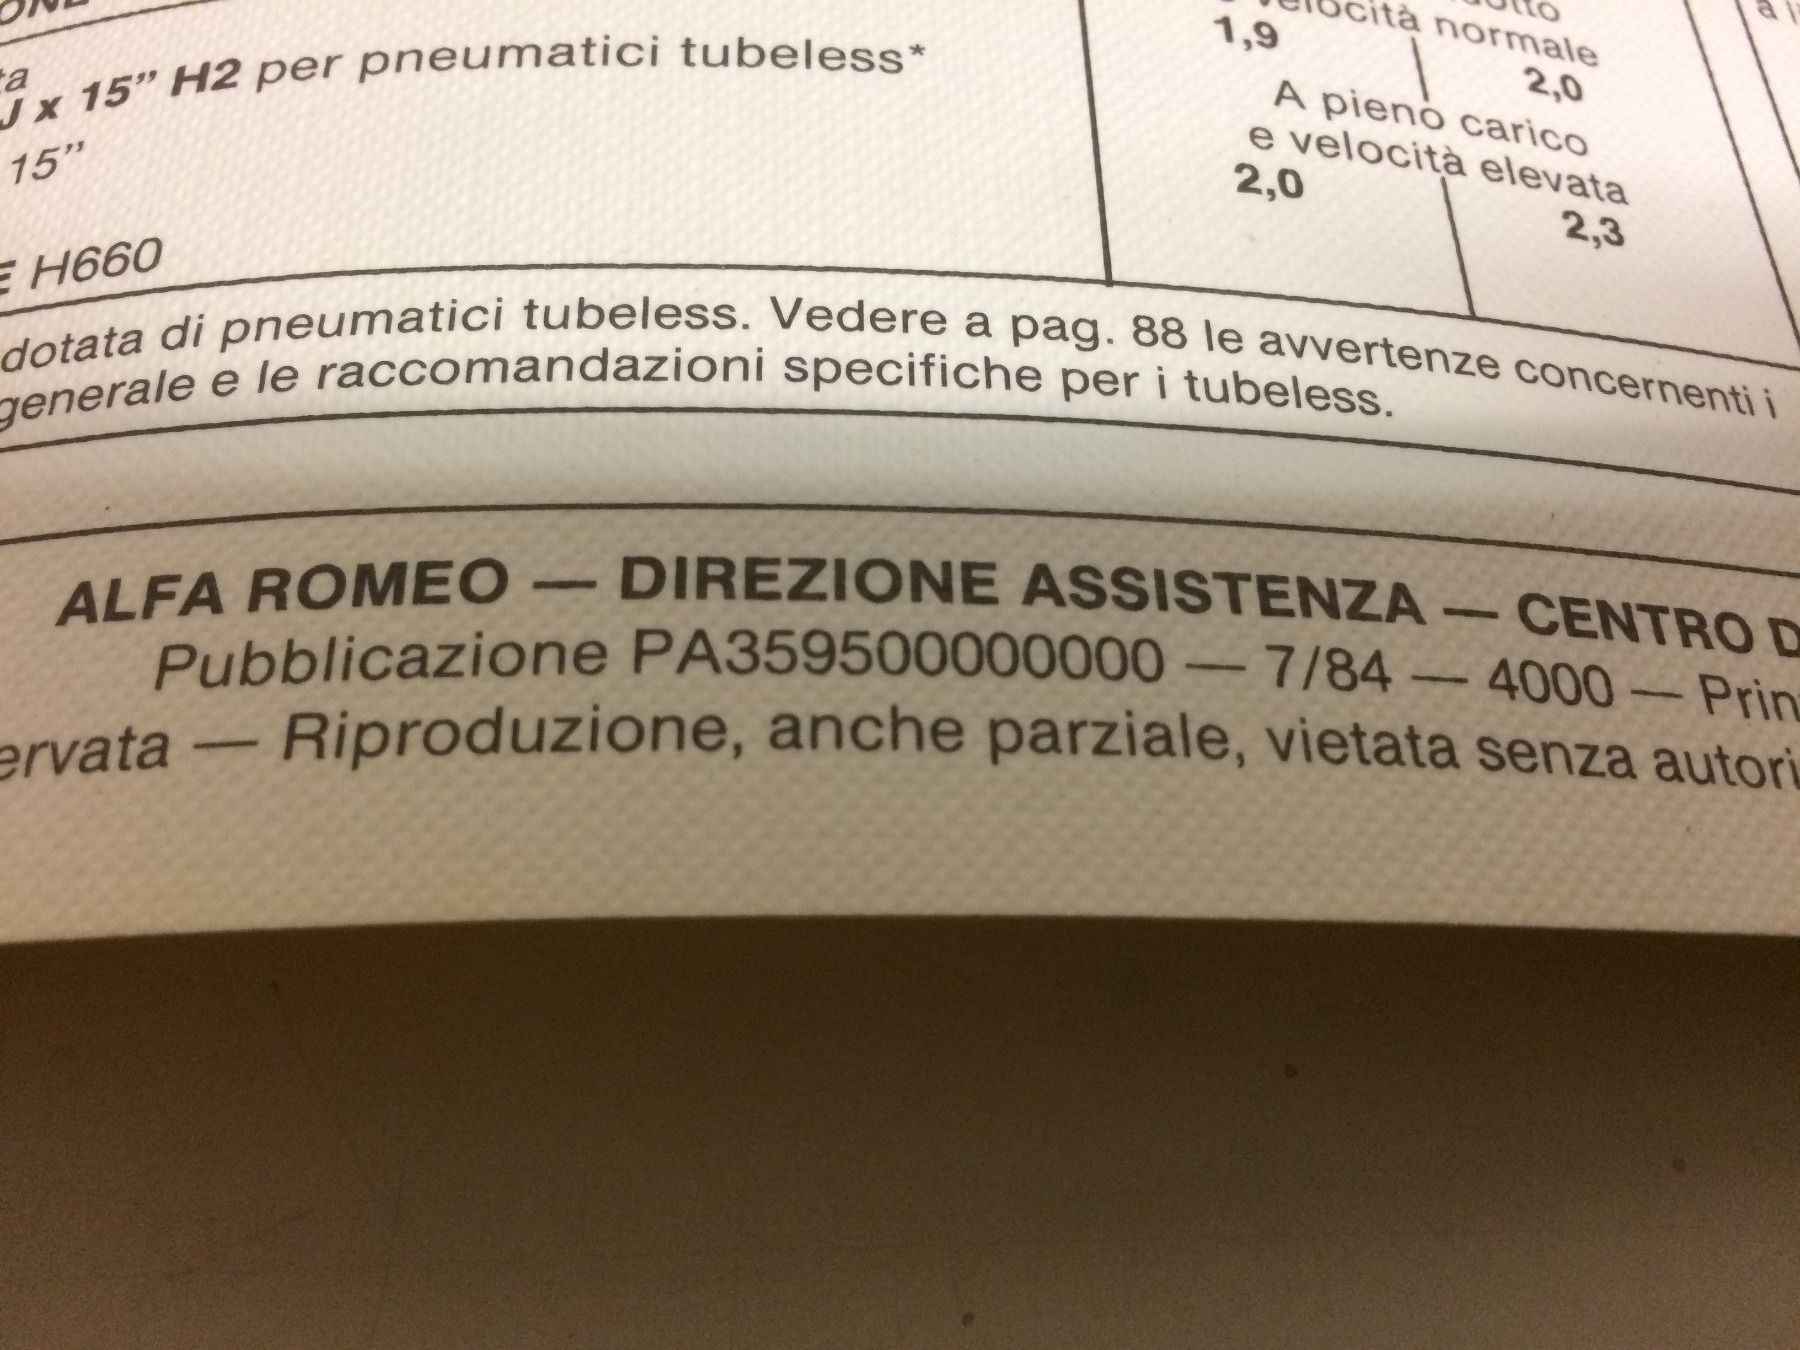 J x 15” H2 per pneumatici tubeless*
15”
H660
velocità normale
1,9 2,0
A pieno carico
e velocità elevata
2,0 2,3
dotata di pneumatici tubeless. Vedere a pag. 88 le avvertenze concernenti i
generale e le raccomandazioni specifiche per i tubeless.
ALFA ROMEO — DIREZIONE ASSISTENZA — CENTRO D
Pubblicazione PA359500000000 — 7/84 — 4000 — Prin
ervata — Riproduzione, anche parziale, vietata senza autori